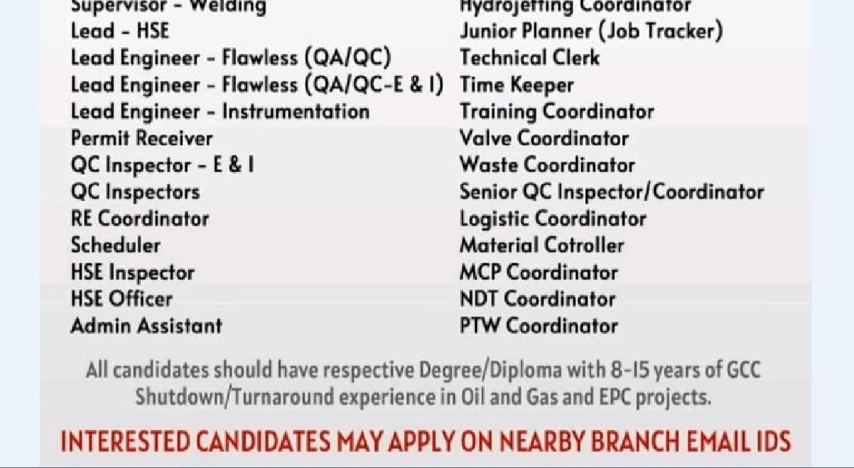 Supervisor - Welding
Lead - HSE
Lead Engineer - Flawless (QA/QC)
Lead Engineer - Flawless (QA/QC-E & I)
Lead Engineer - Instrumentation
Permit Receiver
QC Inspector - E & I
QC Inspectors
RE Coordinator
Scheduler
HSE Inspector
HSE Officer
Admin Assistant
Hydrojetting Coordinator
Junior Planner (Job Tracker)
Technical Clerk
Time Keeper
Training Coordinator
Valve Coordinator
Waste Coordinator
Senior QC Inspector/Coordinator
Logistic Coordinator
Material Cotroller
MCP Coordinator
NDT Coordinator
PTW Coordinator
All candidates should have respective Degree/Diploma with 8-15 years of GCC
Shutdown/Turnaround experience in Oil and Gas and EPC projects.
INTERESTED CANDIDATES MAY APPLY ON NEARBY BRANCH EMAIL IDS